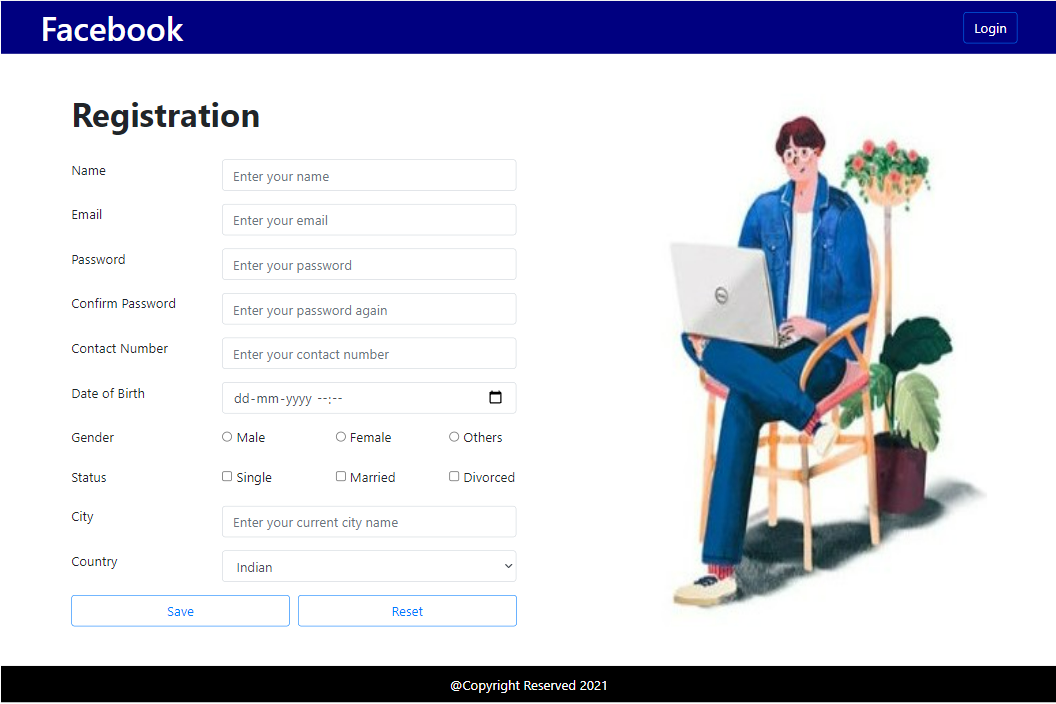 Facebook
Login
Registration
Name
Enter your name
Email
Enter your email
Password
Enter your password
Confirm Password
Enter your password again
Contact Number
Enter your contact number
Date of Birth
dd-mm-yyyy --:--
Gender
Male Female Others
Status
Single Married Divorced
City
Enter your current city name
Country
Indian
Save Reset
@Copyright Reserved 2021